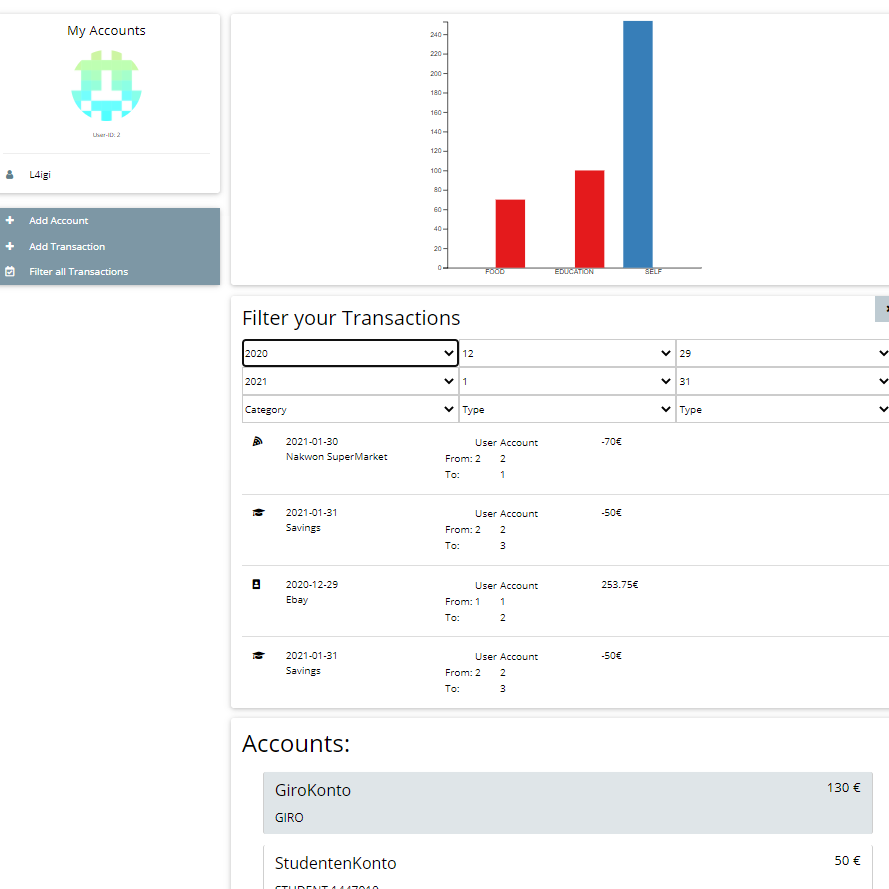 My Accounts
User-ID: 2
L4igi
Add Account
Add Transaction
Filter all Transactions
240
220
200
180
160
140
120
100
80
60
40
20
0
FOOD EDUCATION SELF
Filter your Transactions
2020 12 29
2021 1 31
Category Type Type
2021-01-30 User Account -70€
Nakwon SuperMarket From: 2 2
To: 1
2021-01-31 User Account -50€
Savings From: 2 2
To: 3
2020-12-29 User Account 253.75€
Ebay From: 1 1
To: 2
2021-01-31 User Account -50€
Savings From: 2 2
To: 3
Accounts:
GiroKonto 130 €
GIRO
StudentenKonto 50 €
STUDENT 1447010